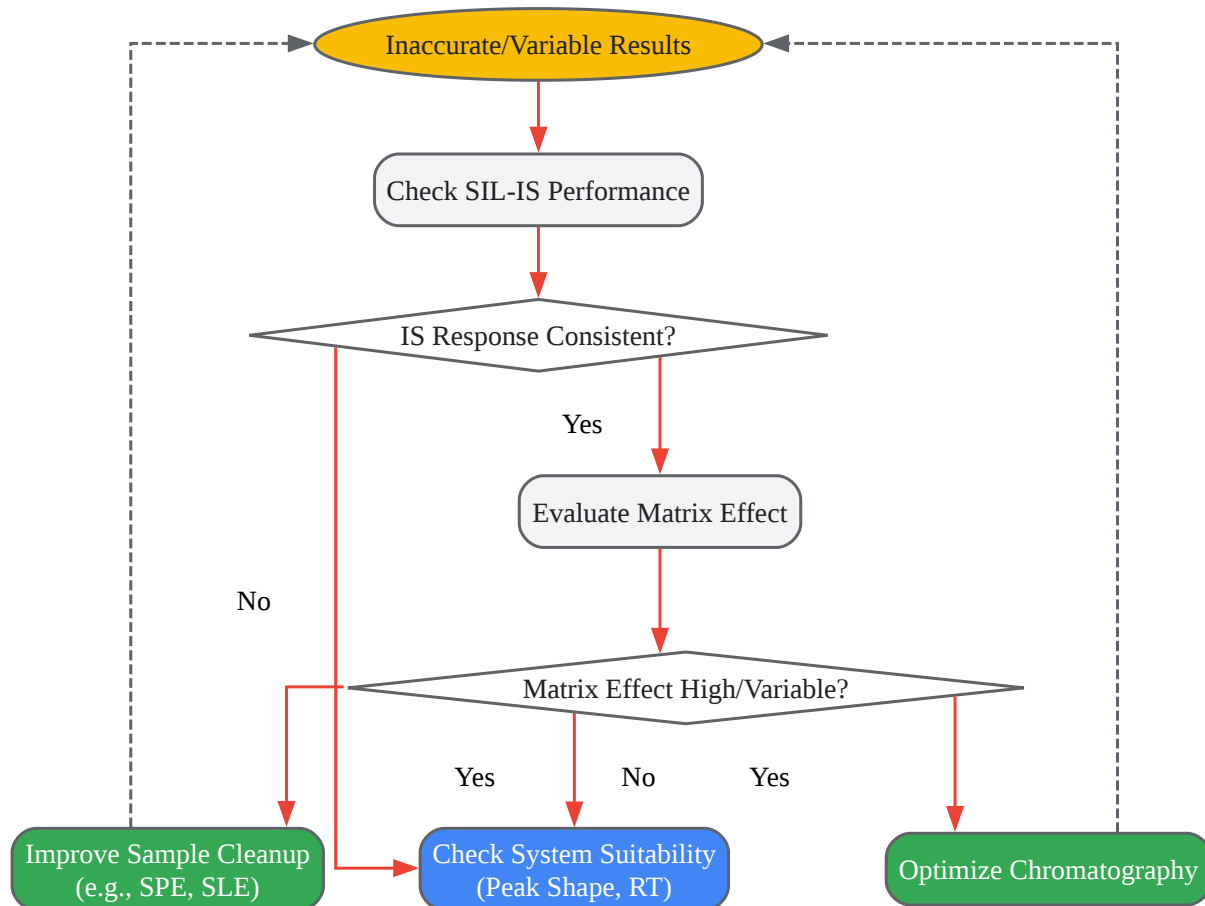 Inaccurate/Variable Results
Check SIL-IS Performance
IS Response Consistent?
Yes
Evaluate Matrix Effect
No
Matrix Effect High/Variable?
Yes
No
Yes
Improve Sample Cleanup
(e.g., SPE, SLE)
Check System Suitability
(Peak Shape, RT)
Optimize Chromatography